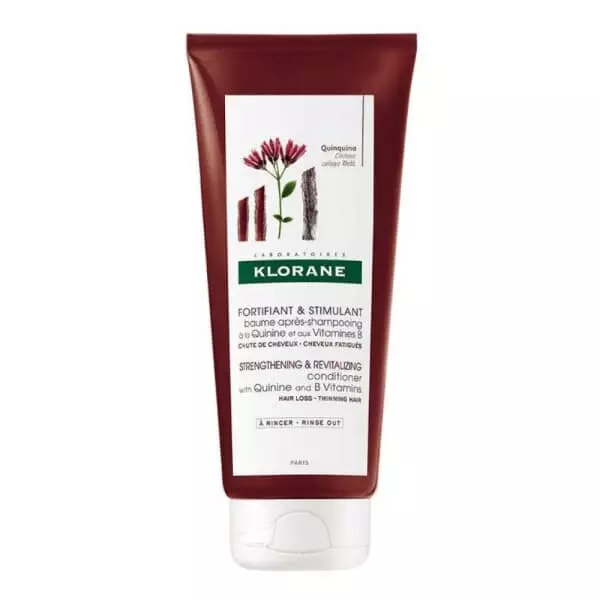 Quinquina
LABORATOIRES
KLORANE
FORTIFIANT & STIMULANT
baume après-shampooing
à la Quinine et aux Vitamines B
CHUTE DE CHEVEUX - CHEVEUX FATIGUÉS
STRENGTHENING & REVITALIZING
conditioner
with Quinine and B Vitamins
HAIR LOSS - THINNING HAIR
À RINCER - RINSE OUT
PARIS